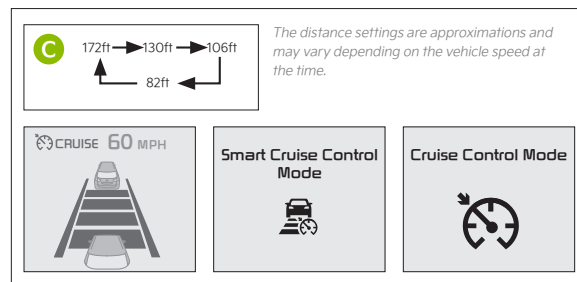 C
172ft 130ft 106ft
82ft
The distance settings are approximations and
may vary depending on the vehicle speed at
the time.
CRUISE 60 MPH
Smart Cruise Control
Mode
Cruise Control Mode